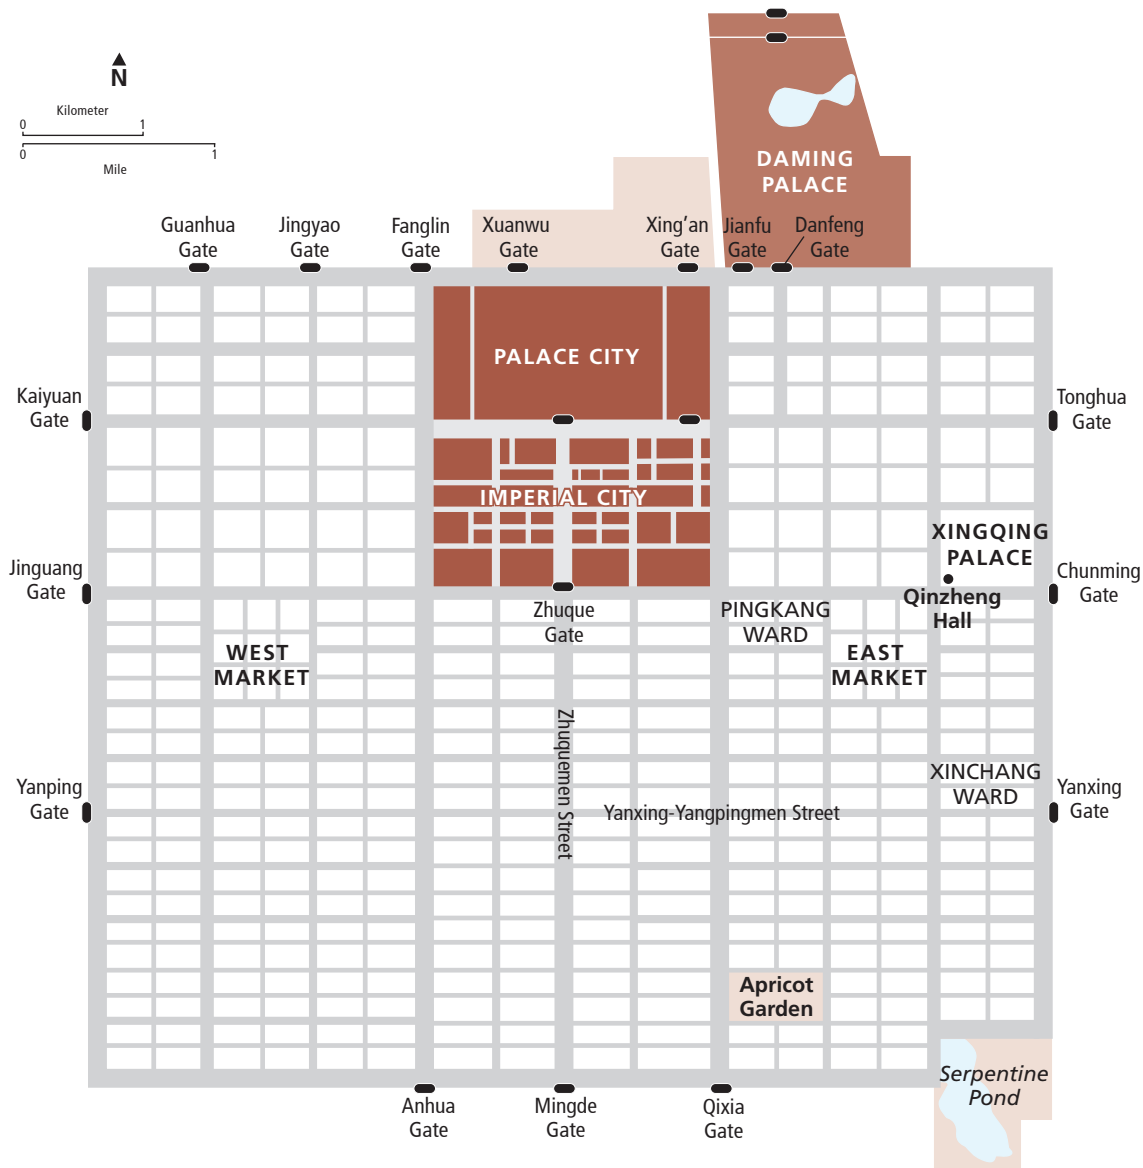 N
Kilometer
0 1
0 1
Mile
DAMING
PALACE
Guanhua
Gate
Jingyao
Gate
Fanglin
Gate
Xuanwu
Gate
Xing’an
Gate
Jianfu
Gate
Danfeng
Gate
PALACE CITY
Kaiyuan
Gate
Tonghua
Gate
IMPERIAL CITY
XINGQING
PALACE
Jinguang
Gate
Chunming
Gate
Qinzheng
Hall
Zhuque
Gate
PINGKANG
WARD
WEST
MARKET
EAST
MARKET
Zhuquemen Street
XINCHANG
WARD
Yanping
Gate
Yanxing-Yangpingmen Street
Yanxing
Gate
Apricot
Garden
Serpentine
Pond
Anhua
Gate
Mingde
Gate
Qixia
Gate